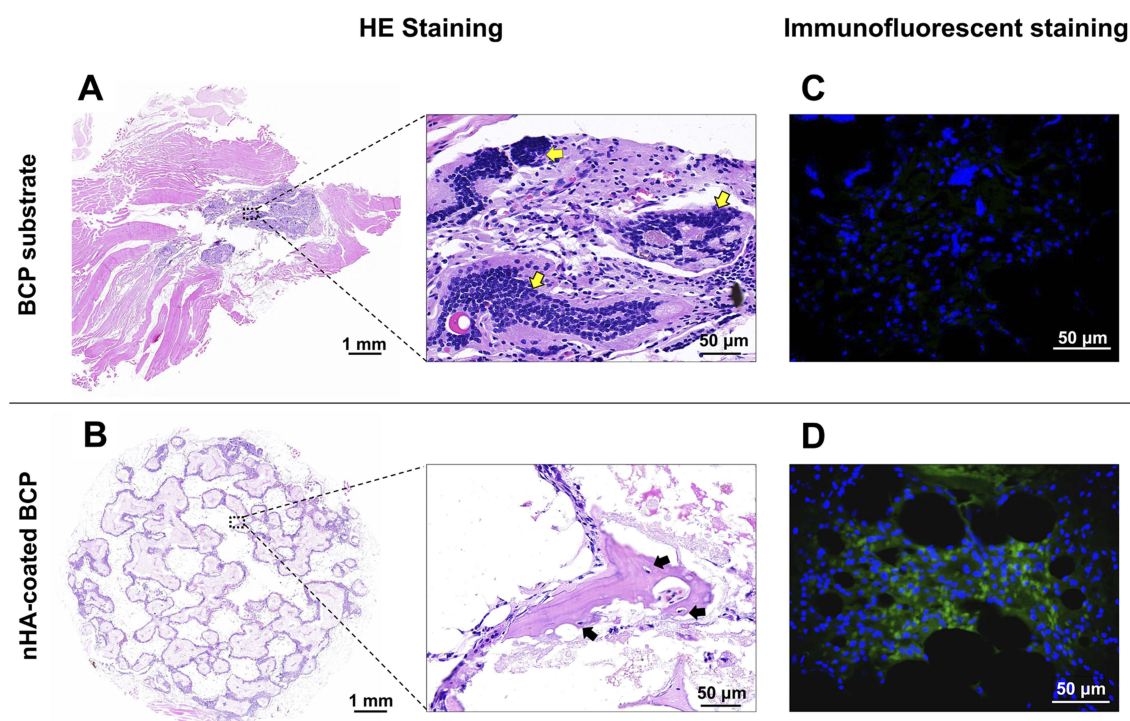 HE Staining
Immunofluorescent staining
BCP substrate
A
1 mm
50 µm
C
50 µm
nHA-coated BCP
B
1 mm
50 µm
D
50 µm